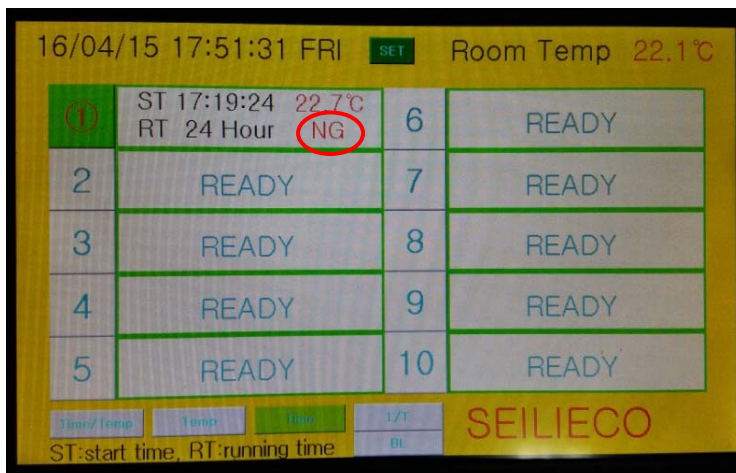 16/04/15 17:51:31 FRI SET Room Temp 22.1℃
① ST 17:19:24 22.7℃
RT 24 Hour NG
6 READY
2 READY 7 READY
3 READY 8 READY
4 READY 9 READY
5 READY 10 READY
Time/Temp Temp L/T
BL
SEILIECO
ST:start time, RT:running time